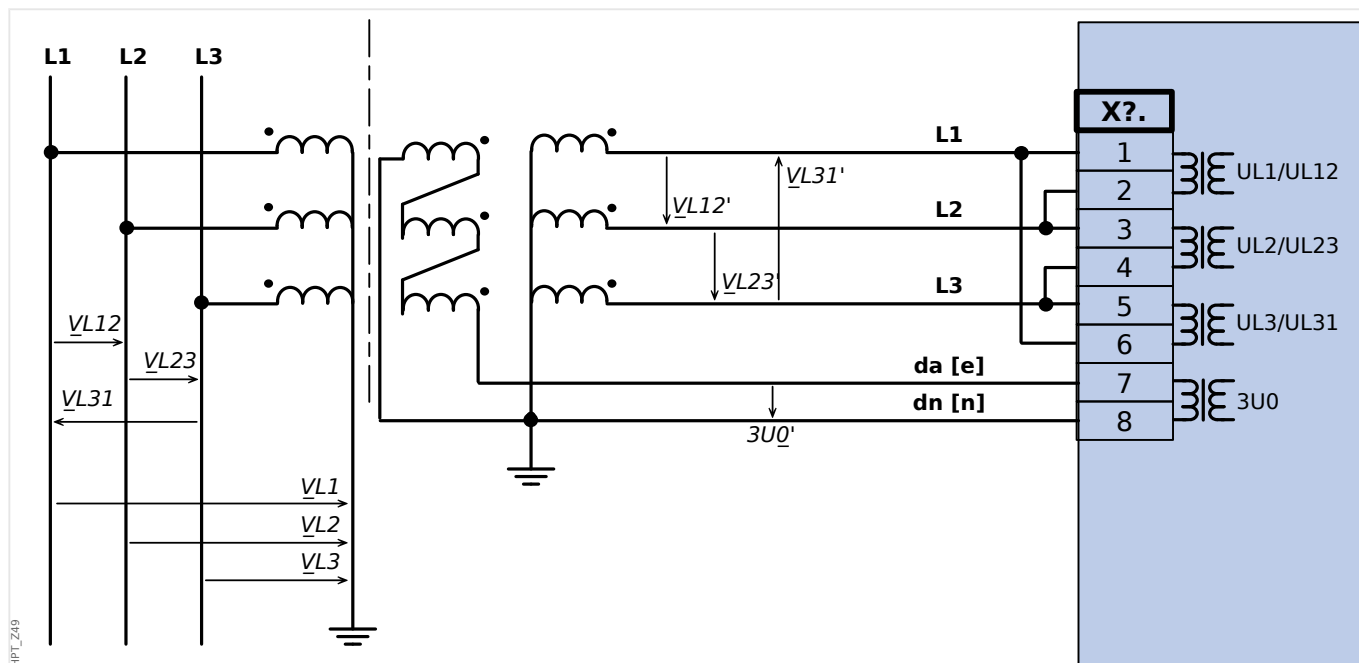 L1 L2 L3
X?.
L1
1
UL1/UL12
VL31'
2
VL12'
L2
3
UL2/UL23
4
VL23'
L3
5
UL3/UL31
VL12
6
VL23
da [e]
7
VL31
dn [n]
8
3U0
3U0'
VL1
VL2
VL3
HPT_Z49